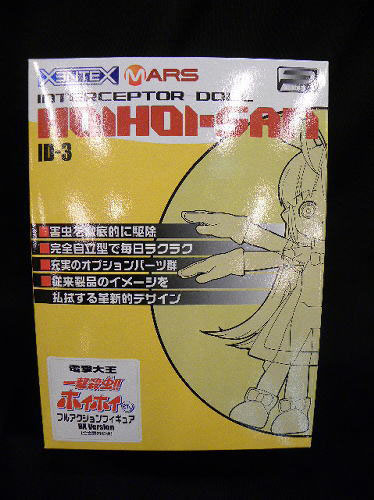 XENTEX MARS
INTERCEPTOR DOLL
HOIHOI-SAN
ID-3
害虫を徹底的に駆除
完全自立型で毎日ラクラク
充実のオプションパーツ群
従来製品のイメージを
払拭する革新的デザイン
電撃大王
一撃殺虫!!
ホイホイさん
フルアクションフィギュア
BK Version